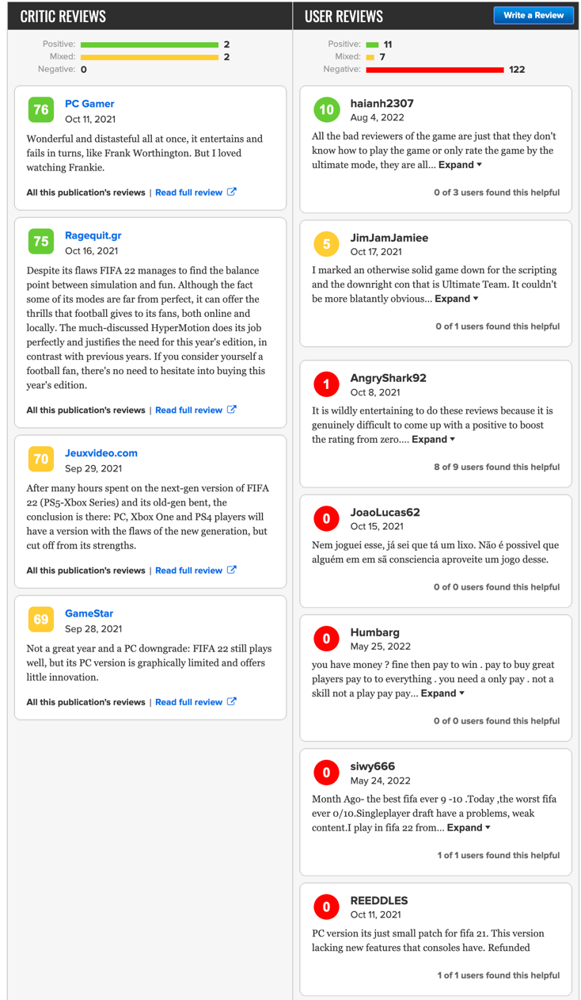 CRITIC REVIEWS
Positive: 2
Mixed: 2
Negative: 0
76 PC Gamer
Oct 11, 2021
Wonderful and distasteful all at once, it entertains and
fails in turns, like Frank Worthington. But I loved
watching Frankie.
All this publication's reviews | Read full review
75 Ragequit.gr
Oct 16, 2021
Despite its flaws FIFA 22 manages to find the balance
point between simulation and fun. Although the fact
some of its modes are far from perfect, it can offer the
thrills that football gives to its fans, both online and
locally. The much-discussed HyperMotion does its job
perfectly and justifies the need for this year's edition, in
contrast with previous years. If you consider yourself a
football fan, there's no need to hesitate into buying this
year's edition.
All this publication's reviews | Read full review
70 Jeuxvideo.com
Sep 29, 2021
After many hours spent on the next-gen version of FIFA
22 (PS5-Xbox Series) and its old-gen bent, the
conclusion is there: PC, Xbox One and PS4 players will
have a version with the flaws of the new generation, but
cut off from its strengths.
All this publication's reviews | Read full review
69 GameStar
Sep 28, 2021
Not a great year and a PC downgrade: FIFA 22 still plays
well, but its PC version is graphically limited and offers
little innovation.
All this publication's reviews | Read full review
USER REVIEWS
Write a Review
Positive: 11
Mixed: 7
Negative: 122
10 haianh2307
Aug 4, 2022
All the bad reviewers of the game are just that they don't
know how to play the game or only rate the game by the
ultimate mode, they are all... Expand
0 of 3 users found this helpful
5 JimJamJamiee
Oct 17, 2021
I marked an otherwise solid game down for the scripting
and the downright con that is Ultimate Team. It couldn't
be more blatantly obvious... Expand
0 of 1 users found this helpful
1 AngryShark92
Oct 8, 2021
It is wildly entertaining to do these reviews because it is
genuinely difficult to come up with a positive to boost
the rating from zero.... Expand
8 of 9 users found this helpful
0 JoaoLucas62
Oct 15, 2021
Nem joguei esse, já sei que tá um lixo. Não é possivel que
alguém em em sã consciencia aproveite um jogo desse.
0 of 0 users found this helpful
0 Humbarg
May 25, 2022
you have money ? fine then pay to win . pay to buy great
players pay to to everything . you need a only pay . not a
skill not a play pay pay... Expand
0 of 0 users found this helpful
0 siwy666
May 24, 2022
Month Ago- the best fifa ever 9 -10 .Today ,the worst fifa
ever 0/10.Singleplayer draft have a problems, weak
content.I play in fifa 22 from... Expand
1 of 1 users found this helpful
0 REEDDLES
Oct 11, 2021
PC version its just small patch for fifa 21. This version
lacking new features that consoles have. Refunded
1 of 1 users found this helpful